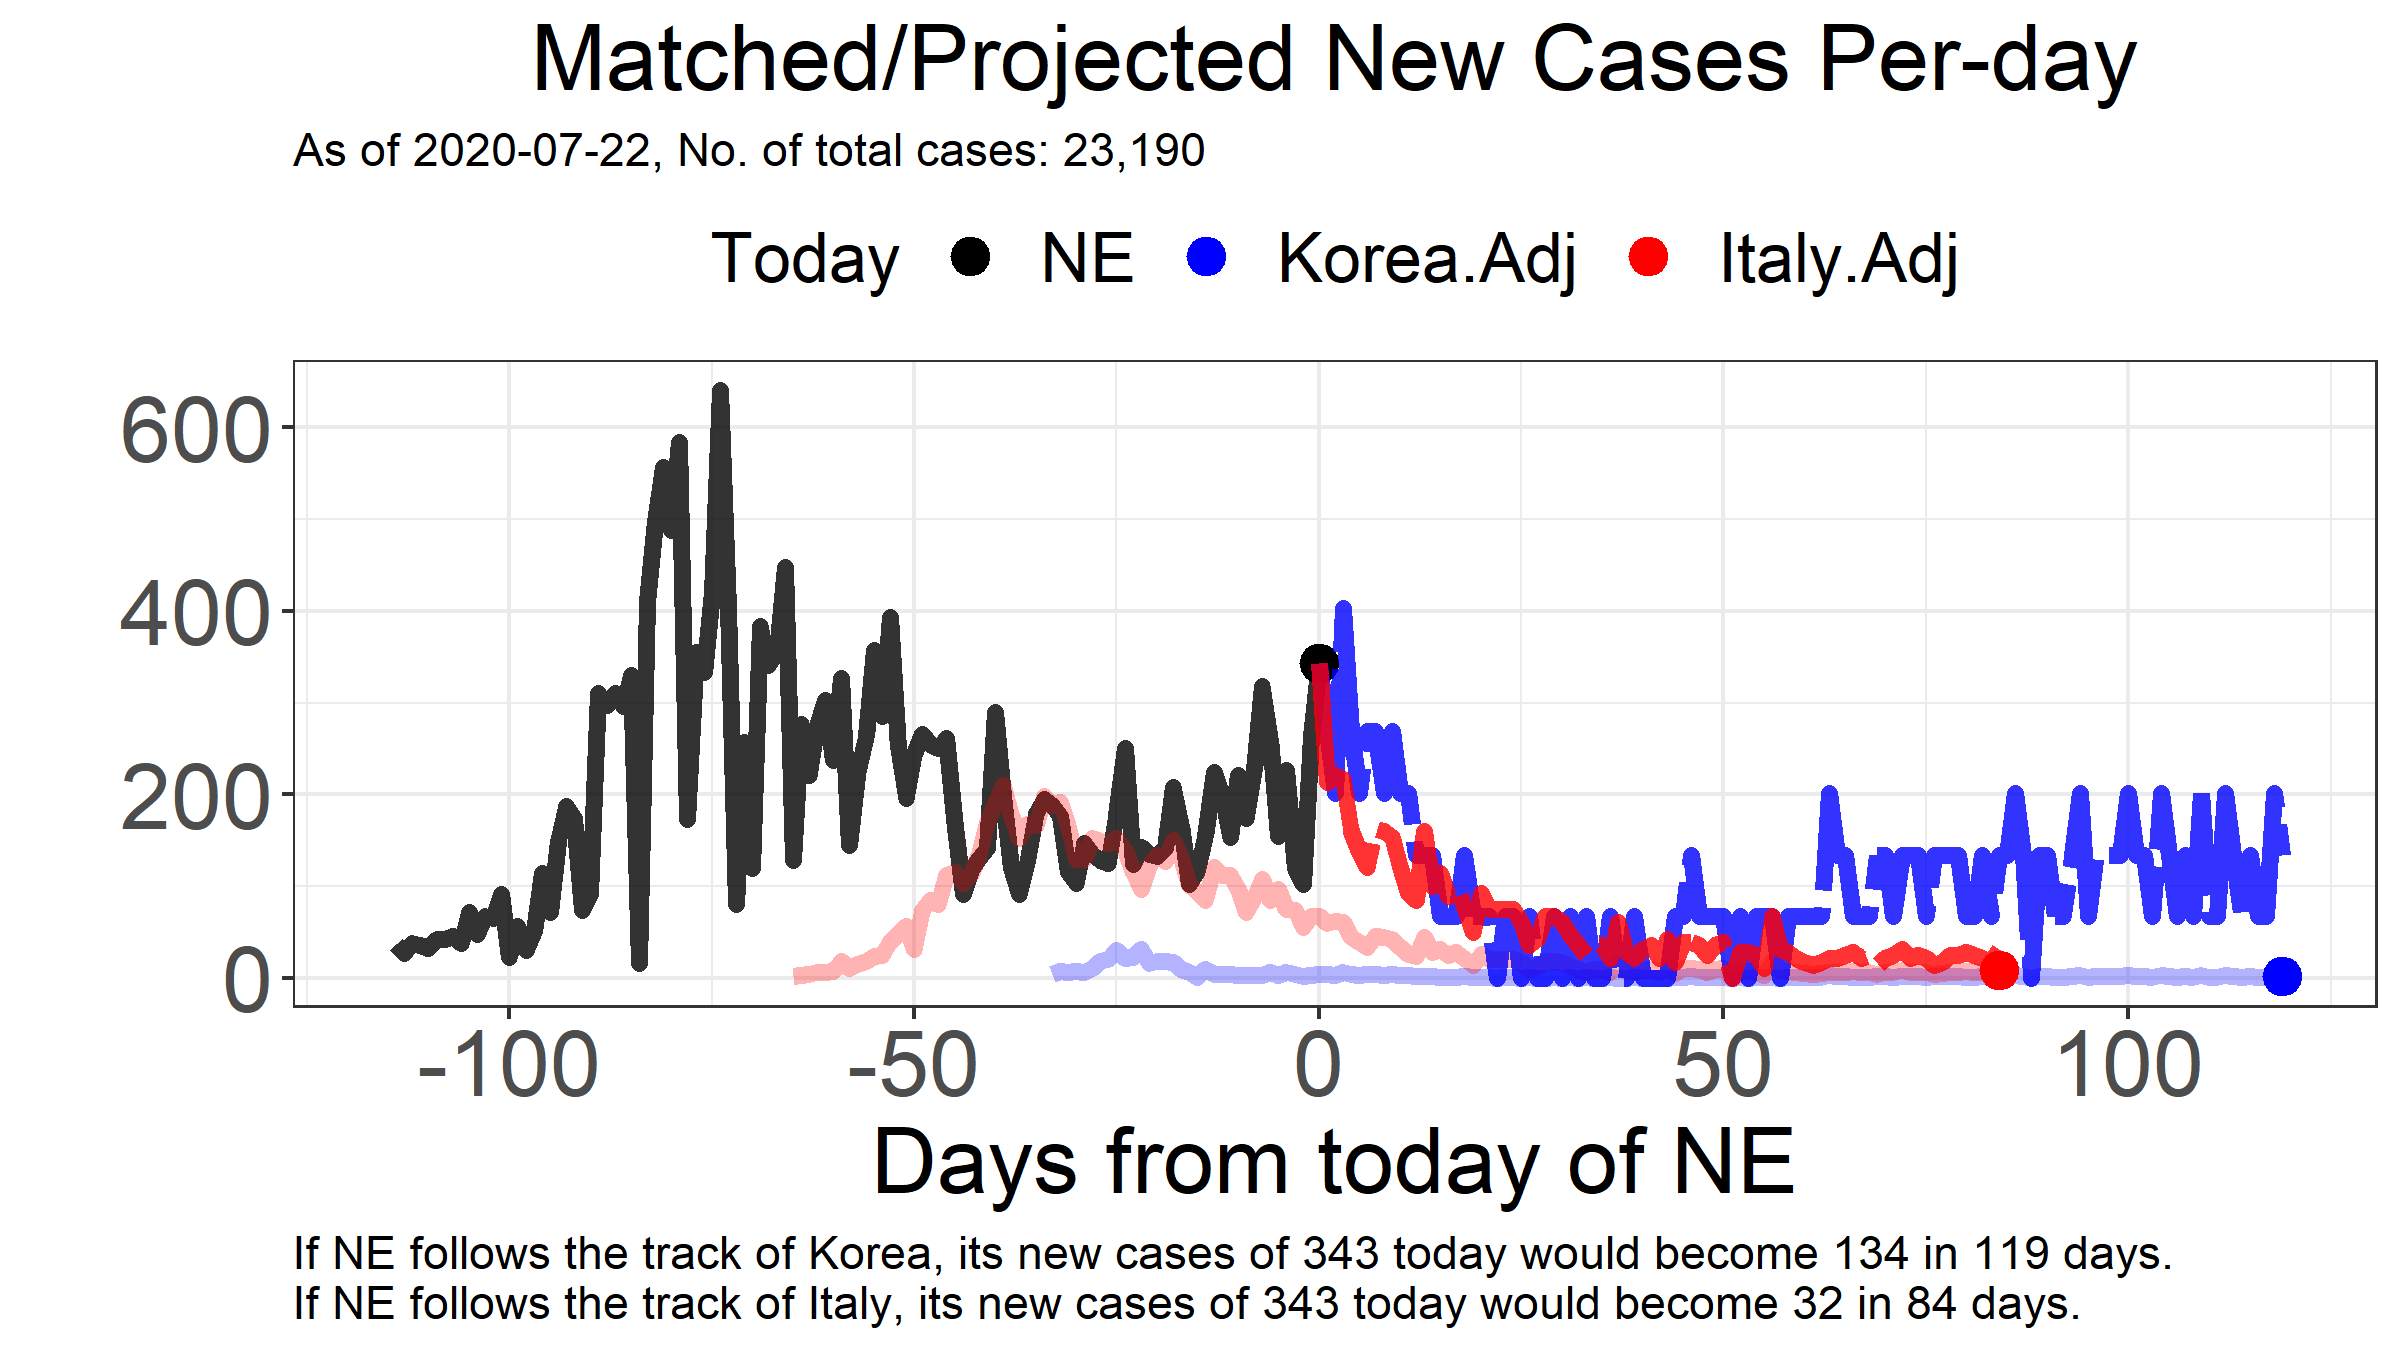 Matched/Projected New Cases Per-day
As of 2020-07-22, No. of total cases: 23,190
Today NE Korea.Adj Italy.Adj
600
400
200
0
-100 -50 0 50 100
Days from today of NE
If NE follows the track of Korea, its new cases of 343 today would become 134 in 119 days.
If NE follows the track of Italy, its new cases of 343 today would become 32 in 84 days.